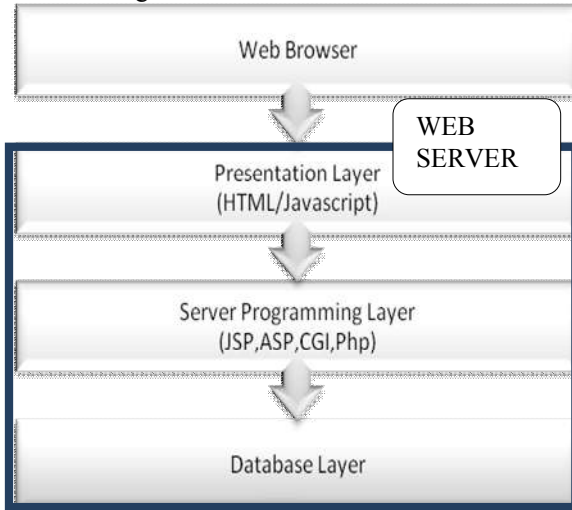 Web Browser
WEB
SERVER
Presentation Layer
(HTML/Javascript)
Server Programming Layer
(JSP,ASP,CGI,Php)
Database Layer